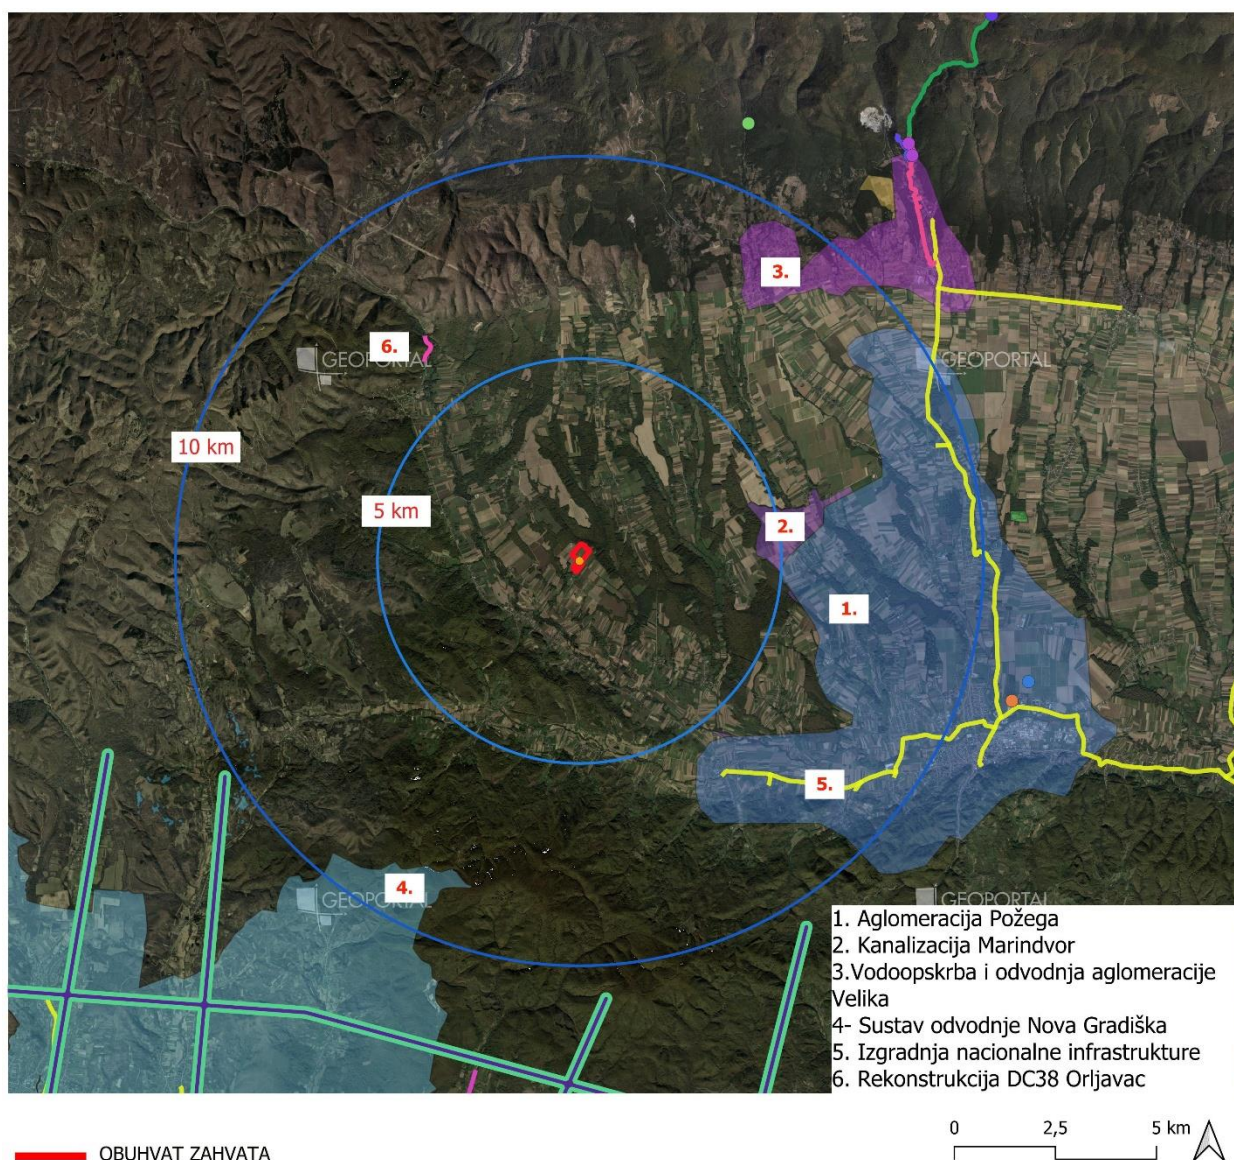 3.
6.
GEOPORTAL
GEOPORTAL
10 km
5 km
2.
1.
5.
4.
GEOPORTAL
GEOPORTAL
1. Aglomeracija Požega
2. Kanalizacija Marindvor
3.Vodoopskrba i odvodnja aglomeracije
Velika
4- Sustav odvodnje Nova Gradiška
5. Izgradnja nacionalne infrastrukture
6. Rekonstrukcija DC38 Orljavac
0 2,5 5 km
OBUHVAT ZAHVATA